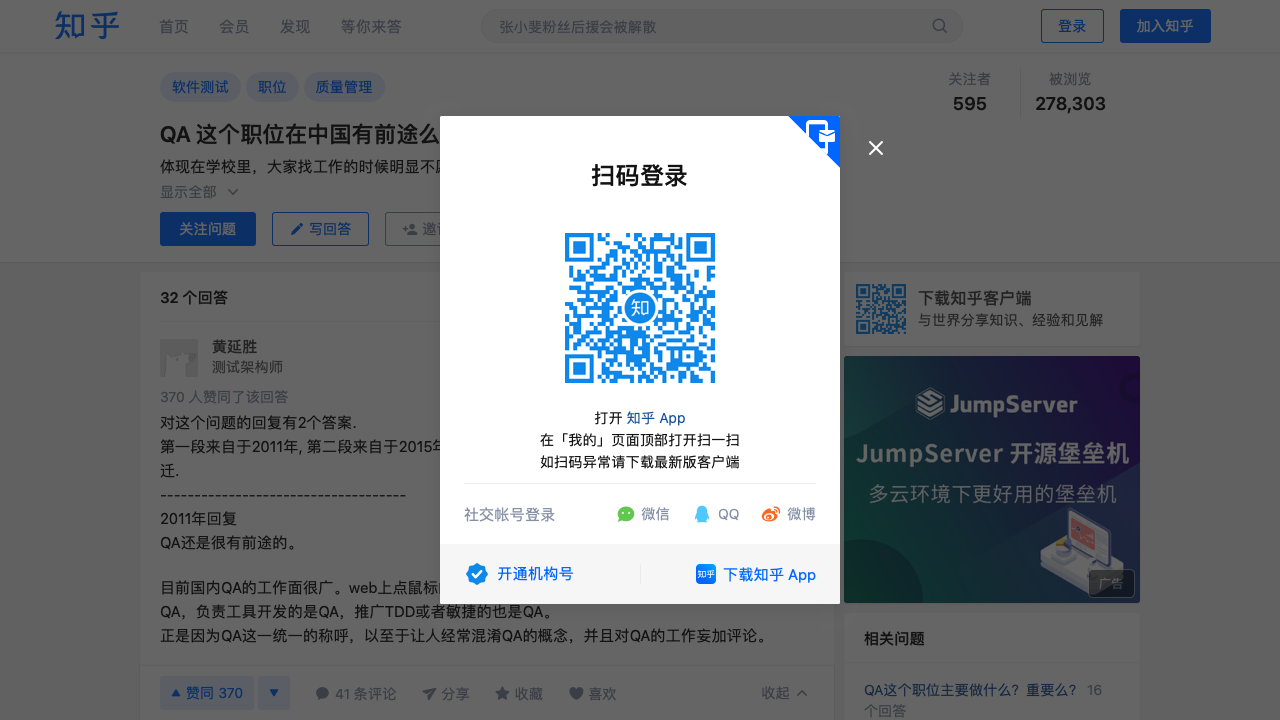 知乎
首页 会员 发现 等你来答
张小斐粉丝后援会被解散
登录 加入知乎
软件测试 职位 质量管理
关注者
595
被浏览
278,303
QA 这个职位在中国有前途么
体现在学校里，大家找工作的时候明显不
显示全部
关注问题 写回答 邀
32 个回答
黄延胜
测试架构师
370 人赞同了该回答
对这个问题的回复有2个答案.
第一段来自于2011年, 第二段来自于2015年
迁.
------------------------------------
2011年回复
QA还是很有前途的。
目前国内QA的工作面很广。web上点鼠标
QA，负责工具开发的是QA，推广TDD或者敏捷的也是QA。
正是因为QA这一统一的称呼，以至于让人经常混淆QA的概念，并且对QA的工作妄加评论。
赞同 370 41 条评论 分享 收藏 喜欢 收起
扫码登录
知
打开 知乎 App
在「我的」页面顶部打开扫一扫
如扫码异常请下载最新版客户端
社交帐号登录 微信 QQ 微博
开通机构号 知乎 下载知乎 App
下载知乎客户端
与世界分享知识、经验和见解
JumpServer
JumpServer 开源堡垒机
多云环境下更好用的堡垒机
广告
相关问题
QA这个职位主要做什么？重要么？ 16
个回答